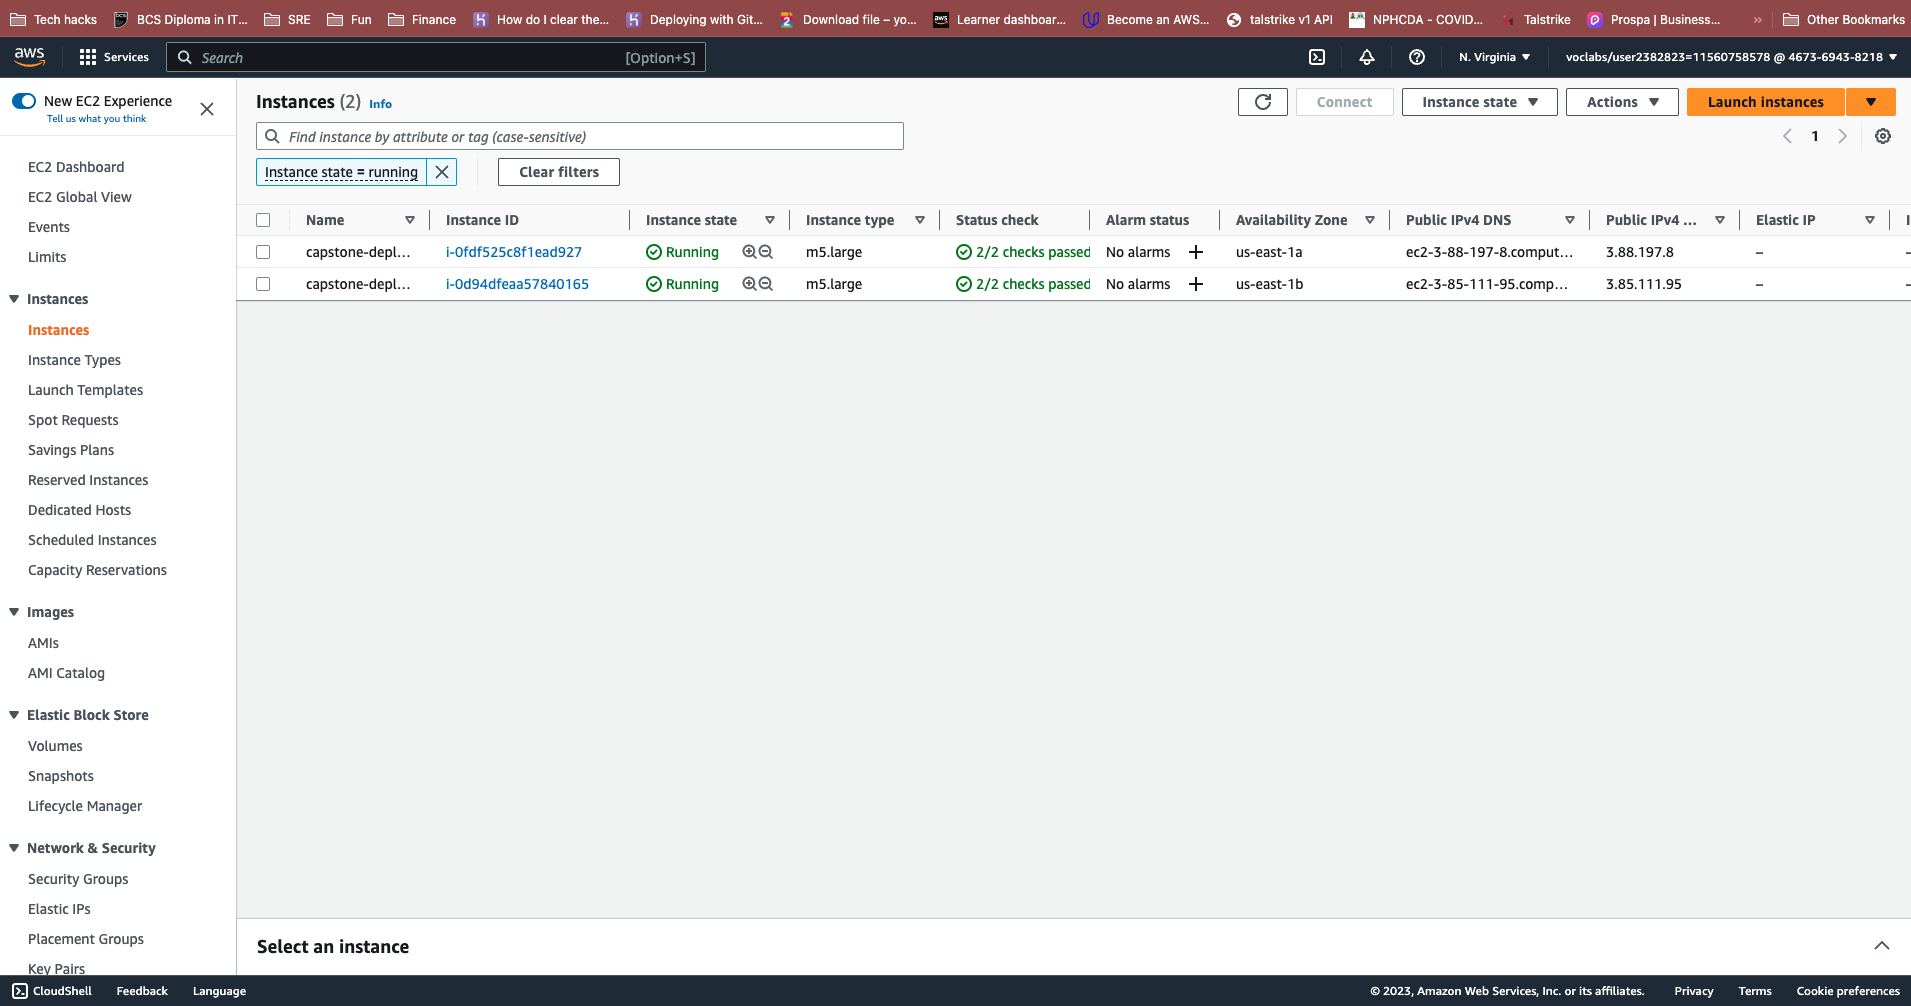 Tech hacks BCS Diploma in IT... SRE Fun Finance How do I clear the... Deploying with Git... Download file – yo... Learner dashboar... Become an AWS... talstrike v1 API NPHCDA - COVID... Talstrike Prospa | Business... » Other Bookmarks
aws Services Search [Option+S] N. Virginia voclabs/user2382823=11560758578 @ 4673-6943-8218
New EC2 Experience
Tell us what you think
EC2 Dashboard
EC2 Global View
Events
Limits
Instances
Instances
Instance Types
Launch Templates
Spot Requests
Savings Plans
Reserved Instances
Dedicated Hosts
Scheduled Instances
Capacity Reservations
Images
AMIs
AMI Catalog
Elastic Block Store
Volumes
Snapshots
Lifecycle Manager
Network & Security
Security Groups
Elastic IPs
Placement Groups
Key Pairs
Instances (2) Info
Connect Instance state Actions Launch instances
Find instance by attribute or tag (case-sensitive)
1
Instance state = running Clear filters
Name Instance ID Instance state Instance type Status check Alarm status Availability Zone Public IPv4 DNS Public IPv4 ... Elastic IP
capstone-depl... i-0fdf525c8f1ead927 Running m5.large 2/2 checks passed No alarms us-east-1a ec2-3-88-197-8.comput... 3.88.197.8 –
capstone-depl... i-0d94dfeaa57840165 Running m5.large 2/2 checks passed No alarms us-east-1b ec2-3-85-111-95.comp... 3.85.111.95 –
Select an instance
CloudShell Feedback Language © 2023, Amazon Web Services, Inc. or its affiliates. Privacy Terms Cookie preferences